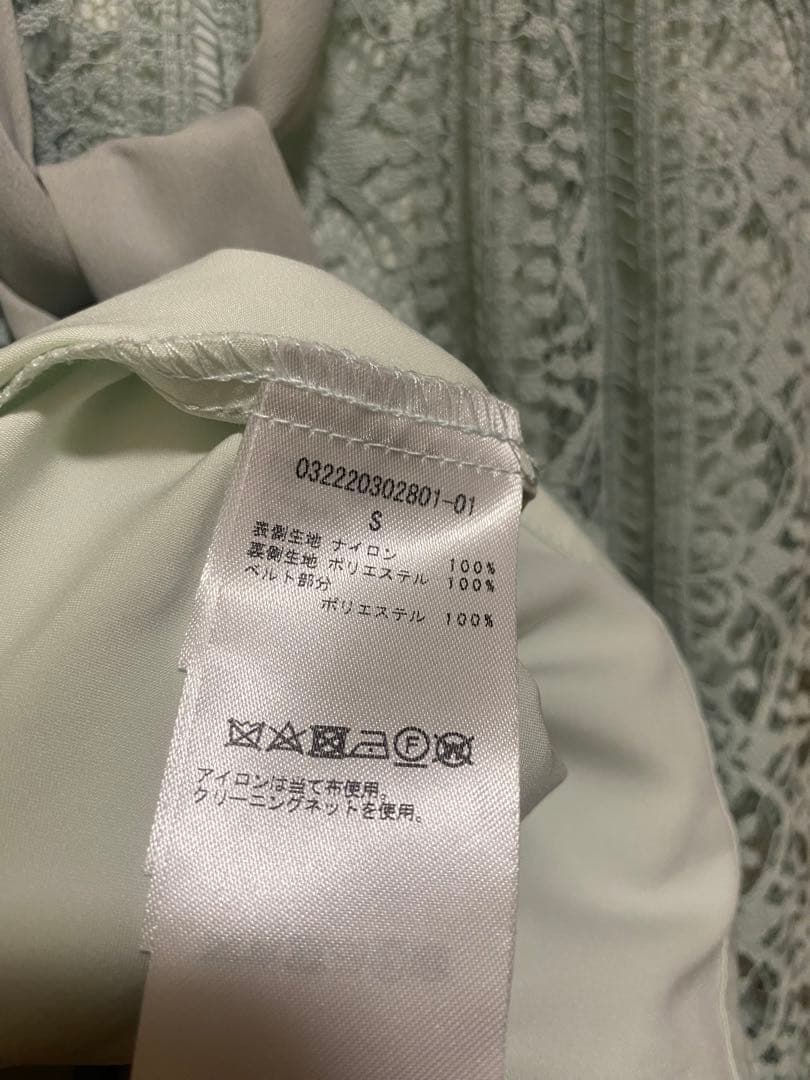 032220302801-01
S
表側生地 ナイロン 100%
裏側生地 ポリエステル 100%
ベルト部分
ポリエステル 100%
アイロンは当て布使用。
クリーニングネットを使用。